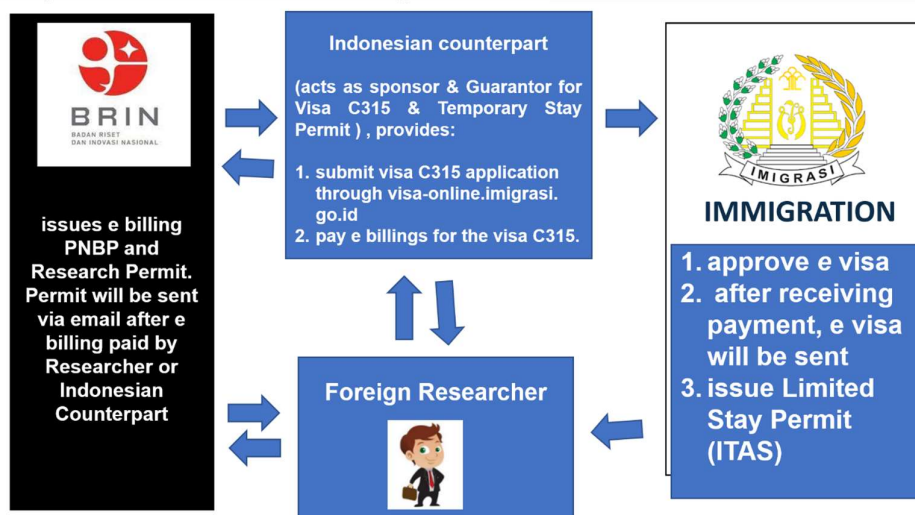 BRIN
BADAN RISET
DAN INOVASI NASIONAL
issues e billing
PNBP and
Research Permit.
Permit will be sent
via email after e
billing paid by
Researcher or
Indonesian
Counterpart
Indonesian counterpart
(acts as sponsor & Guarantor for
Visa C315 & Temporary Stay
Permit ) , provides:
1. submit visa C315 application
through visa-online.imigrasi.
go.id
2. pay e billings for the visa C315.
Foreign Researcher
IMIGRASI
IMMIGRATION
1. approve e visa
2. after receiving
payment, e visa
will be sent
3. issue Limited
Stay Permit
(ITAS)